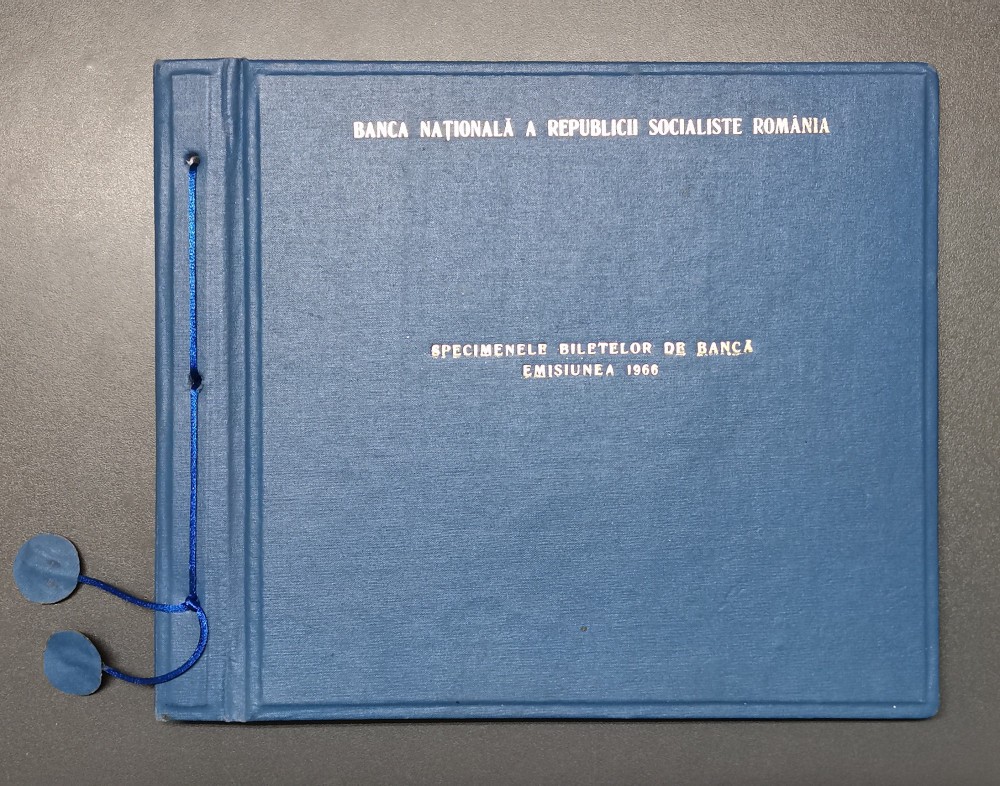 BANCA NAȚIONALĂ A REPUBLICII SOCIALISTE ROMÂNIA
SPECIMENELE BILETELOR DE BANCĂ
EMISIUNEA 1966